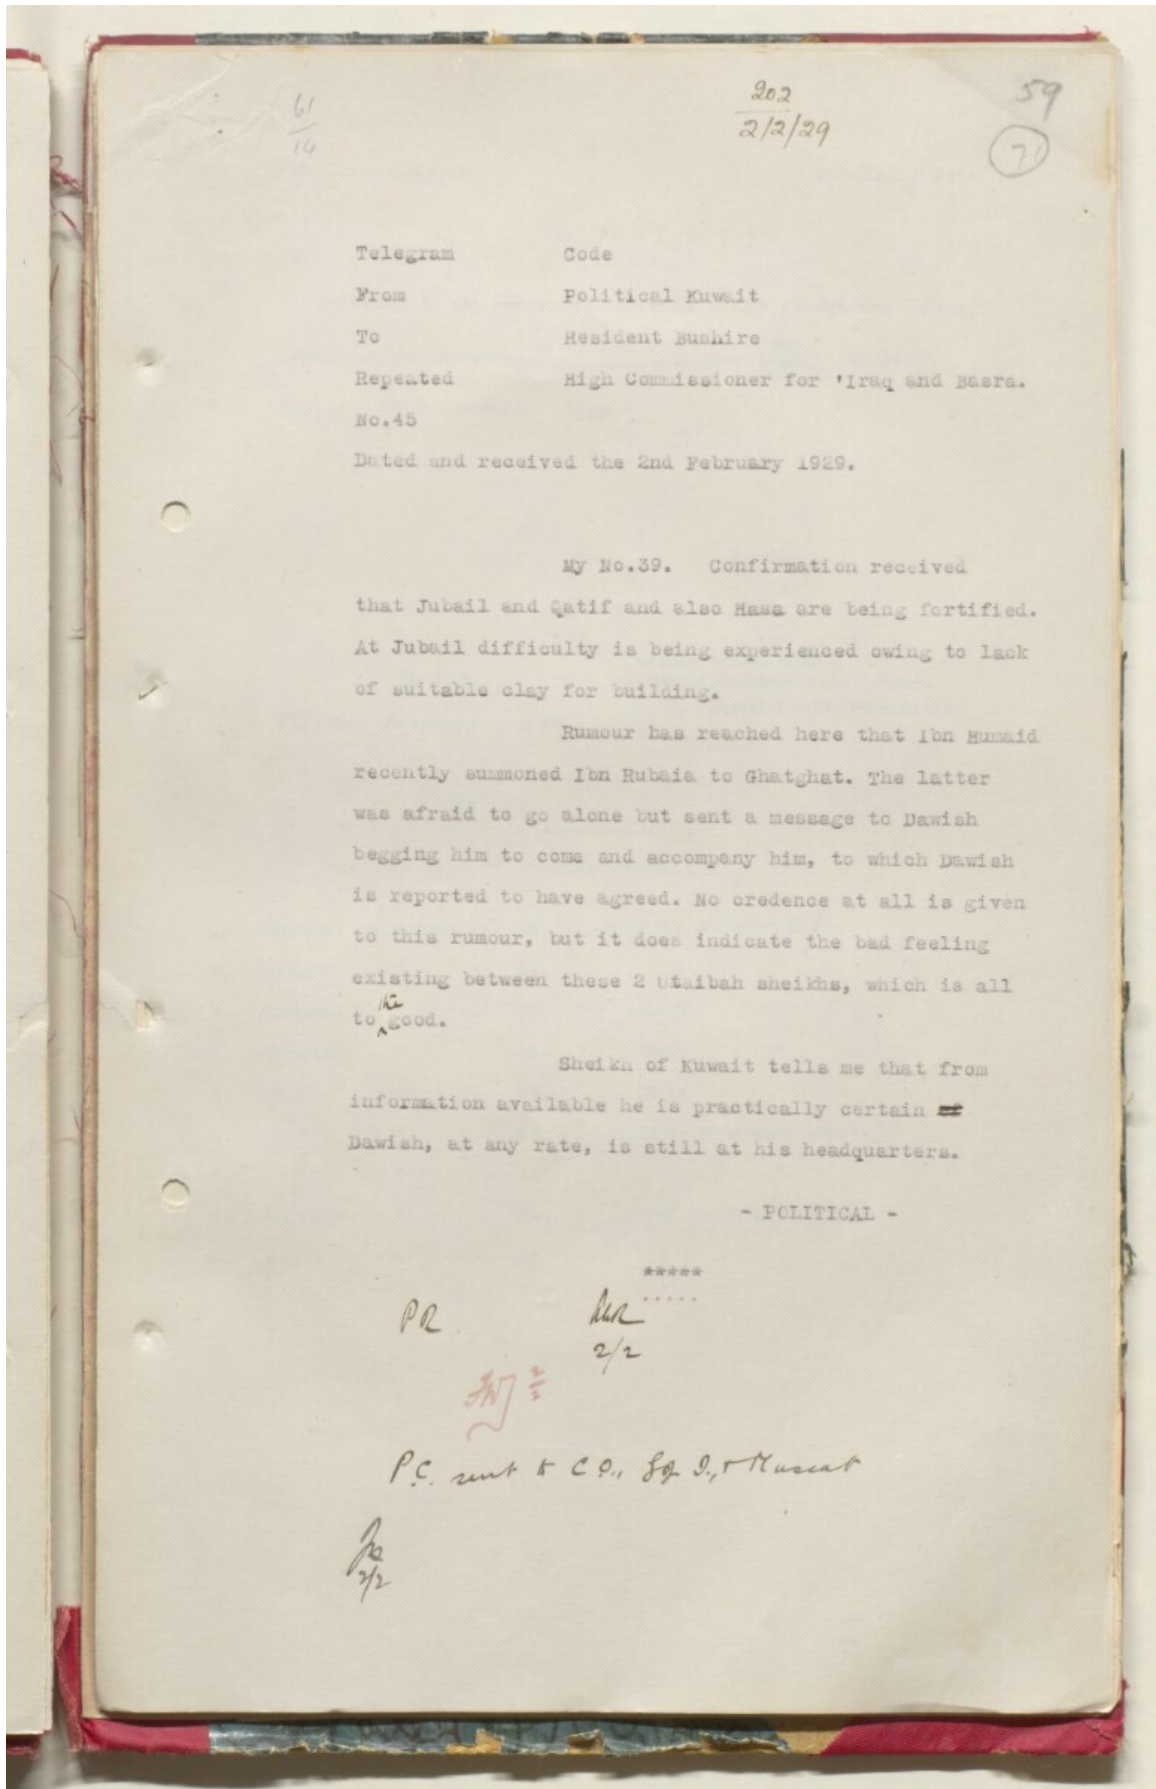 61
14
202
2/2/29
59
71
Telegram Code
From Political Kuwait
To Resident Bushire
Repeated High Commissioner for 'Iraq and Basra.
No.45
Dated and received the 2nd February 1929.
My No.39. Confirmation received
that Jubail and Qatif and also Hasa are being fortified.
At Jubail difficulty is being experienced owing to lack
of suitable clay for building.
Rumour has reached here that Ibn Humaid
recently summoned Ibn Rubaia to Ghatghat. The latter
was afraid to go alone but sent a message to Dawish
begging him to come and accompany him, to which Dawish
is reported to have agreed. No credence at all is given
to this rumour, but it does indicate the bad feeling
existing between these 2 Utaibah sheikhs, which is all
to the good.
Sheikh of Kuwait tells me that from
information available he is practically certain
Dawish, at any rate, is still at his headquarters.
- POLITICAL -
*****
.....
PR
2/2
2/2
P.C. sent to C.O., & Muscat
2/2